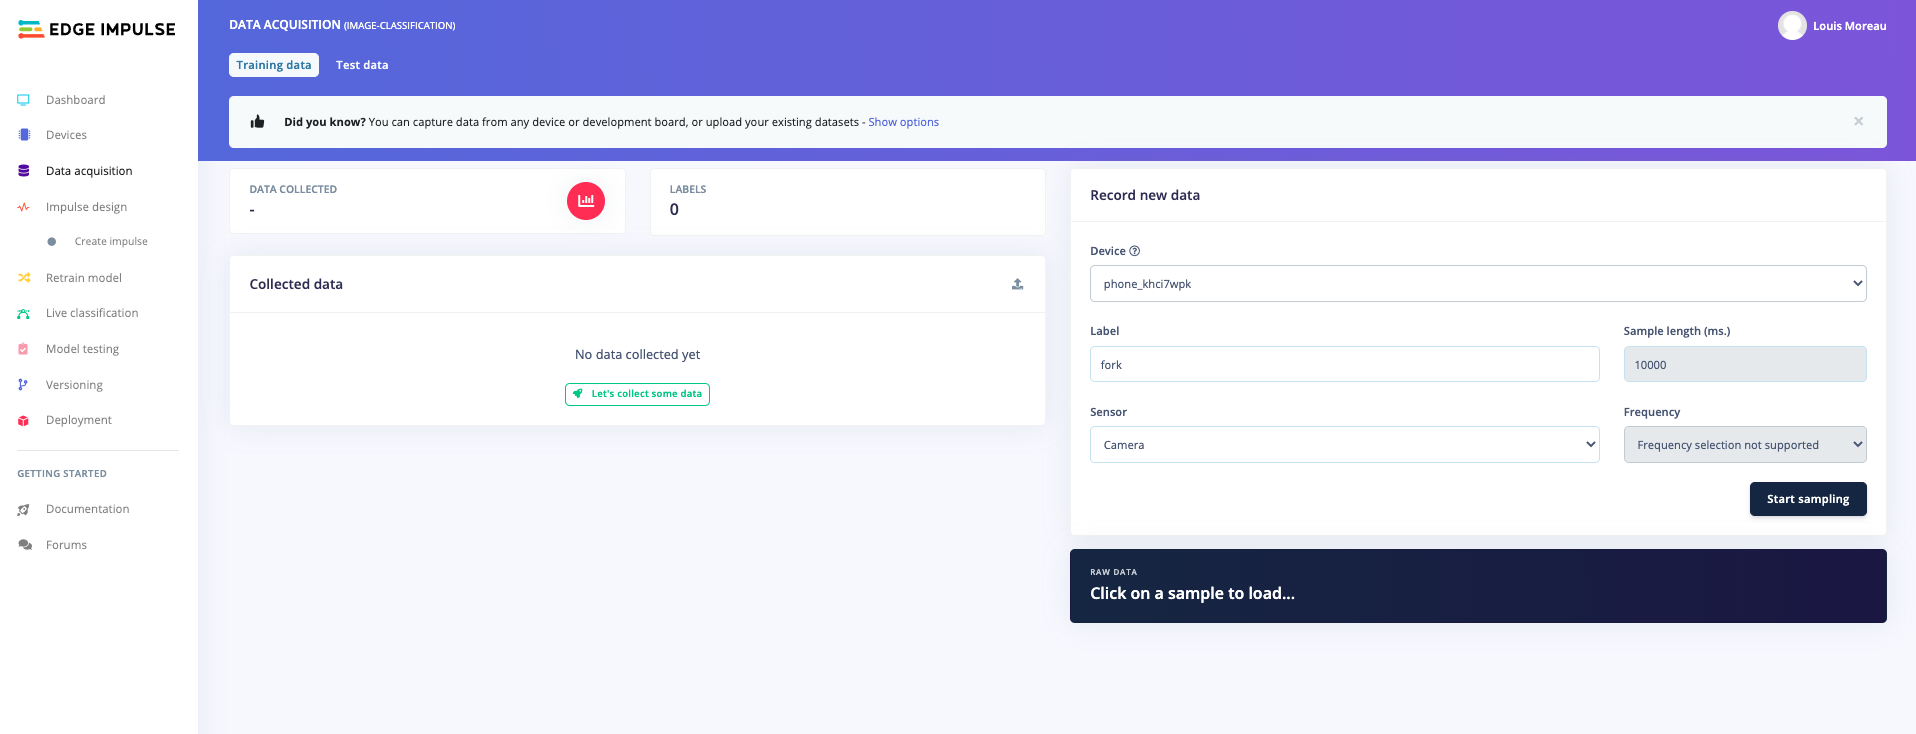 EDGE IMPULSE
Dashboard
Devices
Data acquisition
Impulse design
Create impulse
Retrain model
Live classification
Model testing
Versioning
Deployment
GETTING STARTED
Documentation
Forums
DATA ACQUISITION (IMAGE-CLASSIFICATION)
Louis Moreau
Training data
Test data
Did you know? You can capture data from any device or development board, or upload your existing datasets - Show options
×
DATA COLLECTED
-
LABELS
0
Collected data
No data collected yet
Let's collect some data
Record new data
Device ?
phone_khci7wpk
Label
Sample length (ms.)
fork
10000
Sensor
Frequency
Camera
Frequency selection not supported
Start sampling
RAW DATA
Click on a sample to load...